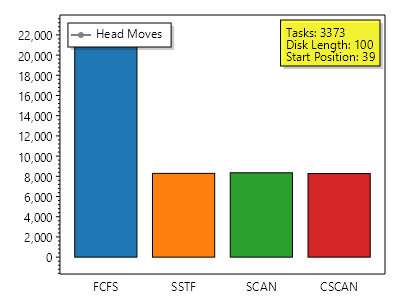 Head Moves
Tasks: 3373
Disk Length: 100
Start Position: 39
22,000
20,000
18,000
16,000
14,000
12,000
10,000
8,000
6,000
4,000
2,000
0
FCFS SSTF SCAN CSCAN